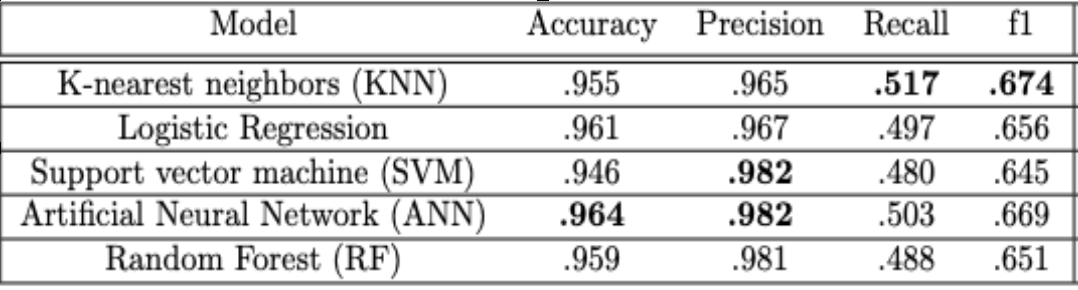 Model Accuracy Precision Recall f1
K-nearest neighbors (KNN) .955 .965 .517 .674
Logistic Regression .961 .967 .497 .656
Support vector machine (SVM) .946 .982 .480 .645
Artificial Neural Network (ANN) .964 .982 .503 .669
Random Forest (RF) .959 .981 .488 .651